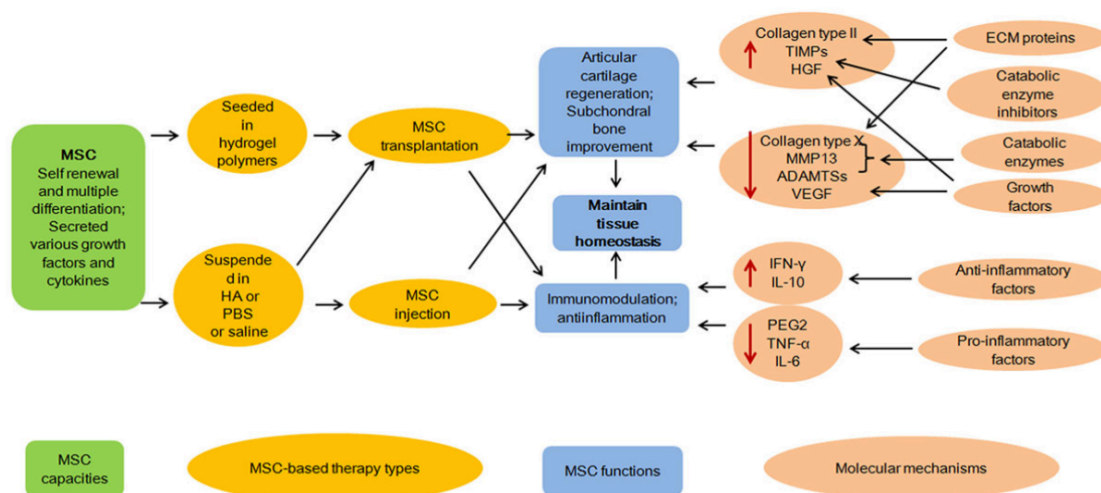 MSC
Self renewal and multiple
differentiation;
Secreted
various growth
factors and
cytokines
Seeded
in
hydrogel
polymers
Suspende
d in
HA or
PBS
or saline
MSC
transplantation
MSC
injection
Articular
cartilage
regeneration;
Subchondral
bone
improvement
Maintain
tissue
homeostasis
Immunomodulation;
antiinflammation
Collagen type II
TIMPs
HGF
Collagen type X
MMP13
ADAMTSs
VEGF
IFN-γ
IL-10
PEG2
TNF-α
IL-6
ECM proteins
Catabolic
enzyme
inhibitors
Catabolic
enzymes
Growth
factors
Anti-inflammatory
factors
Pro-inflammatory
factors
MSC
capacities
MSC-based therapy types
MSC functions
Molecular mechanisms